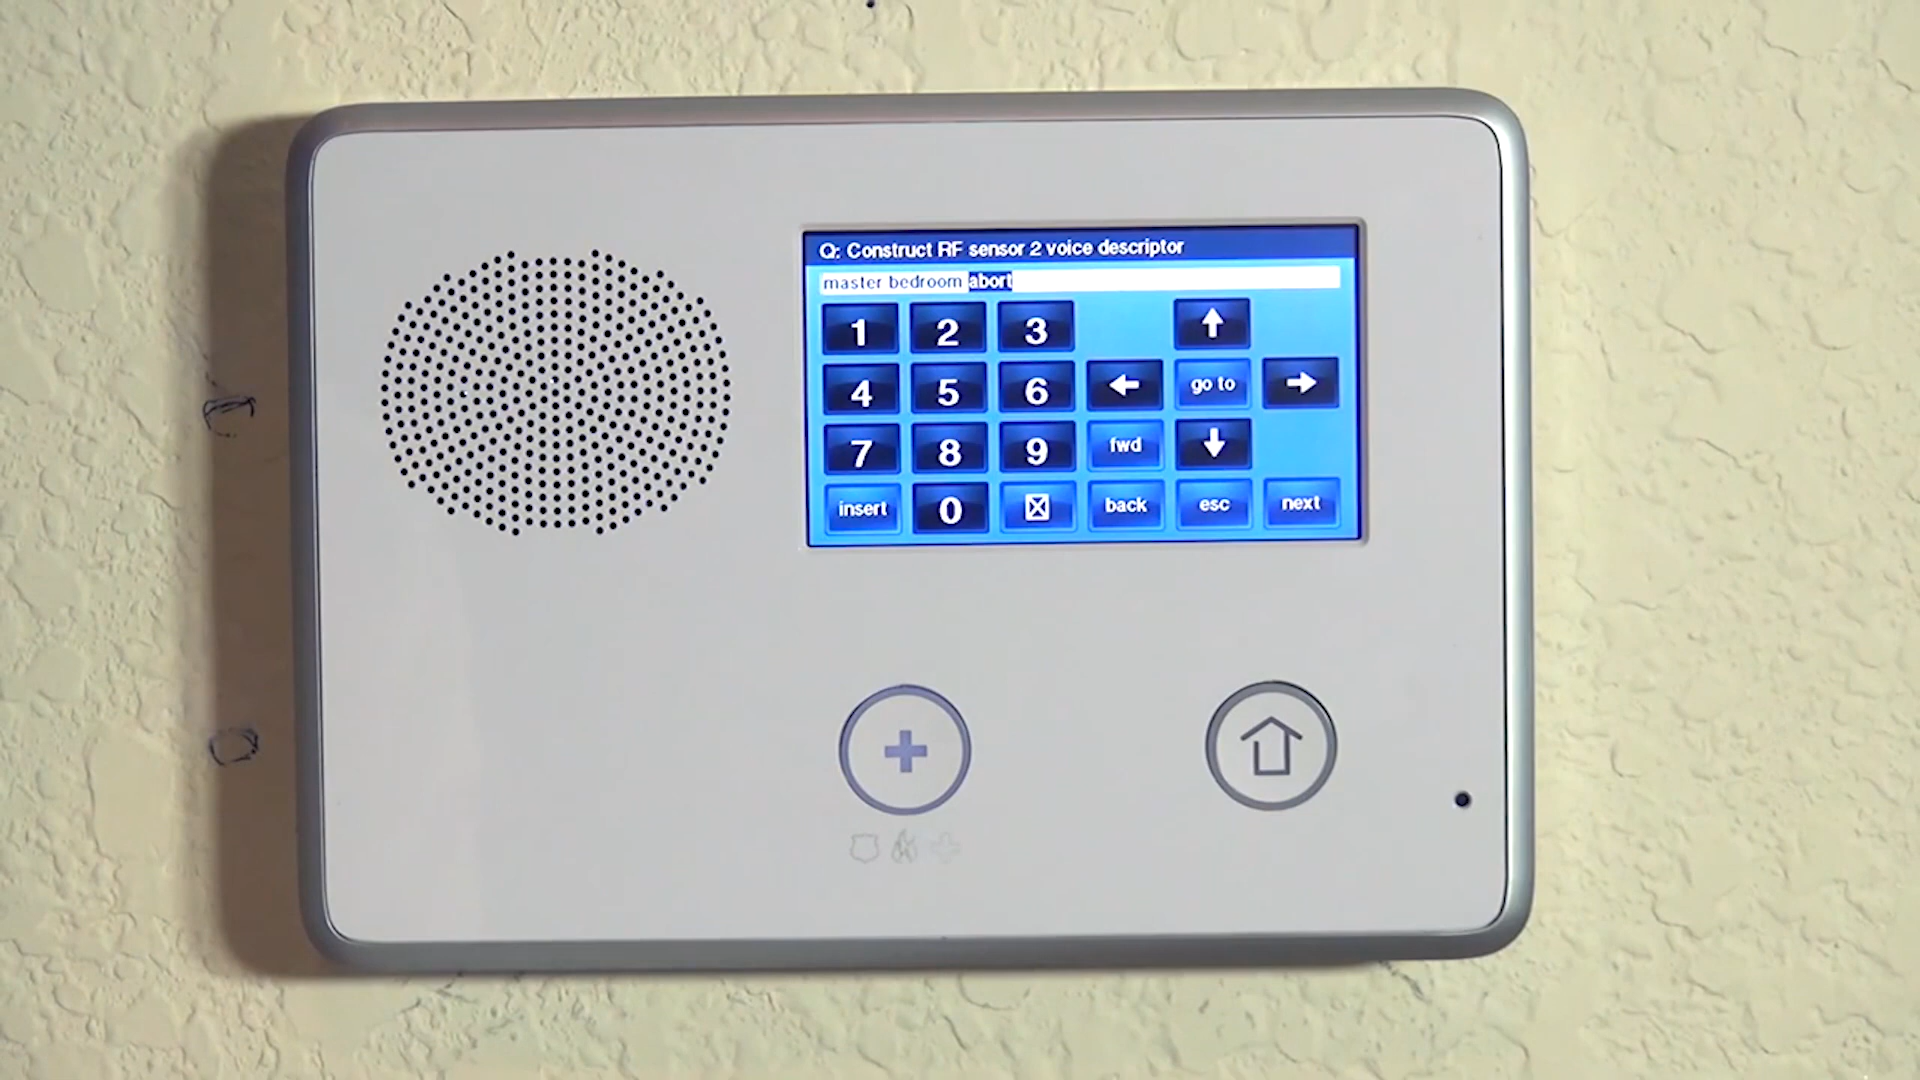 Q: Construct RF sensor 2 voice descriptor
master bedroom abort
1 2 3
4 5 6 go to
7 8 9 fwd
insert 0 back esc next